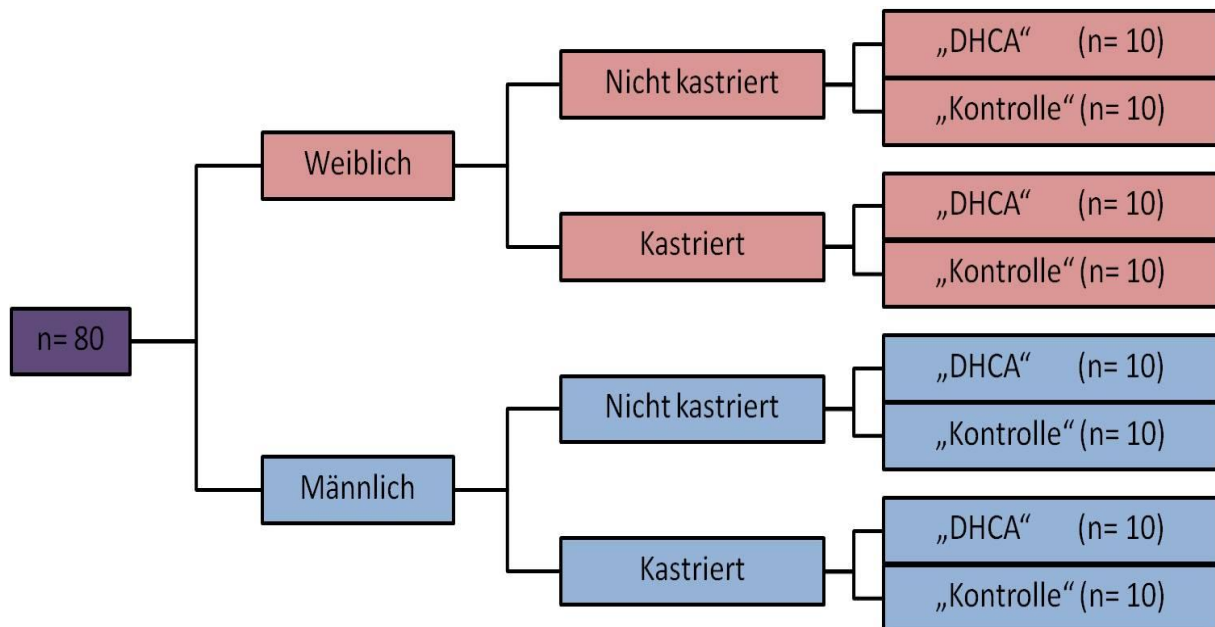 n= 80
Weiblich
Nicht kastriert
„DHCA“ (n= 10)
„Kontrolle“ (n= 10)
Kastriert
„DHCA“ (n= 10)
„Kontrolle“ (n= 10)
Männlich
Nicht kastriert
„DHCA“ (n= 10)
„Kontrolle“ (n= 10)
Kastriert
„DHCA“ (n= 10)
„Kontrolle“ (n= 10)